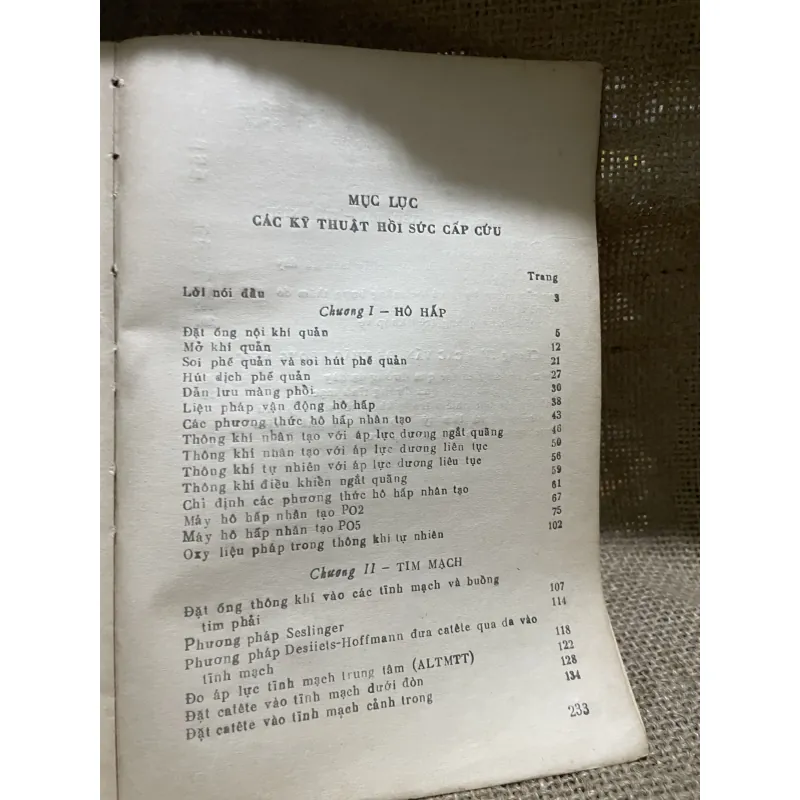 MỤC LỤC
CÁC KỸ THUẬT HỒI SỨC CẤP CỨU
Trang
Lời nói đầu 3
Chương I – HÔ HẤP
Đặt ống nội khí quản 5
Mở khí quản 12
Soi phế quản và soi hút phế quản 21
Hút dịch phế quản 27
Dẫn lưu màng phổi 30
Liệu pháp vận động hô hấp 38
Các phương thức hô hấp nhân tạo 43
Thông khí nhân tạo với áp lực dương ngắt quãng 46
Thông khí nhân tạo với áp lực dương liên tục 50
Thông khí tự nhiên với áp lực dương liên tục 56
Thông khí điều khiển ngắt quãng 59
Chỉ định các phương thức hô hấp nhân tạo 61
Máy hô hấp nhân tạo PO2 67
Máy hô hấp nhân tạo PO5 75
Oxy liệu pháp trong thông khí tự nhiên 102
Chương II – TIM MẠCH
Đặt ống thông khí vào các tĩnh mạch và buồng
tim phải 107
Phương pháp Seslinger 114
Phương pháp Desilets-Hoffmann đưa catête qua da vào
tĩnh mạch 118
Đo áp lực tĩnh mạch trung tâm (ALTMTT) 122
Đặt catête vào tĩnh mạch dưới đòn 128
Đặt catête vào tĩnh mạch cảnh trong 134
233